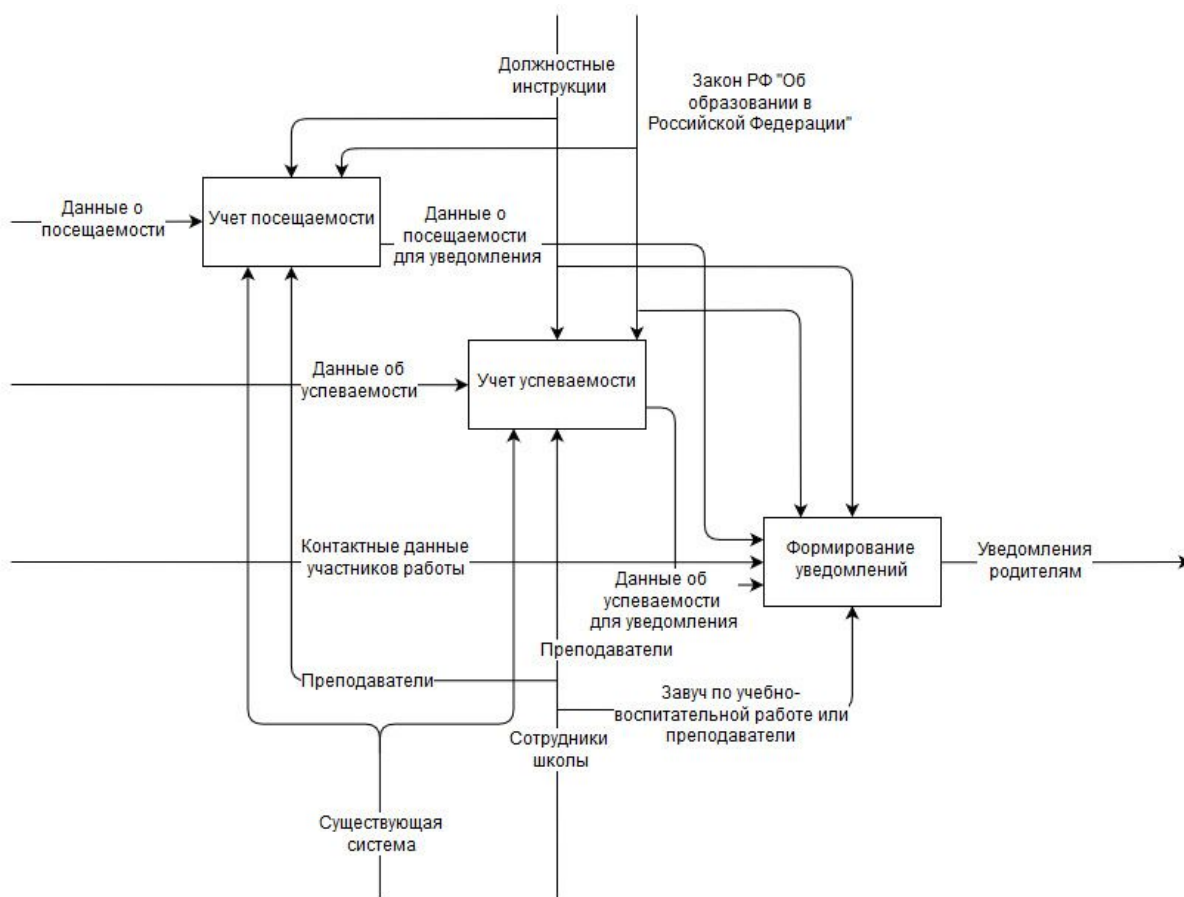 Должностные
инструкции
Закон РФ "Об
образовании в
Российской Федерации"
Данные о
посещаемости
Учет посещаемости
Данные о
посещаемости
для уведомления
Данные об
успеваемости
Учет успеваемости
Контактные данные
участников работы
Формирование
уведомлений
Уведомления
родителям
Данные об
успеваемости
для уведомления
Преподаватели
Преподаватели
Завуч по учебно-
воспитательной работе или
преподаватели
Сотрудники
школы
Существующая
система